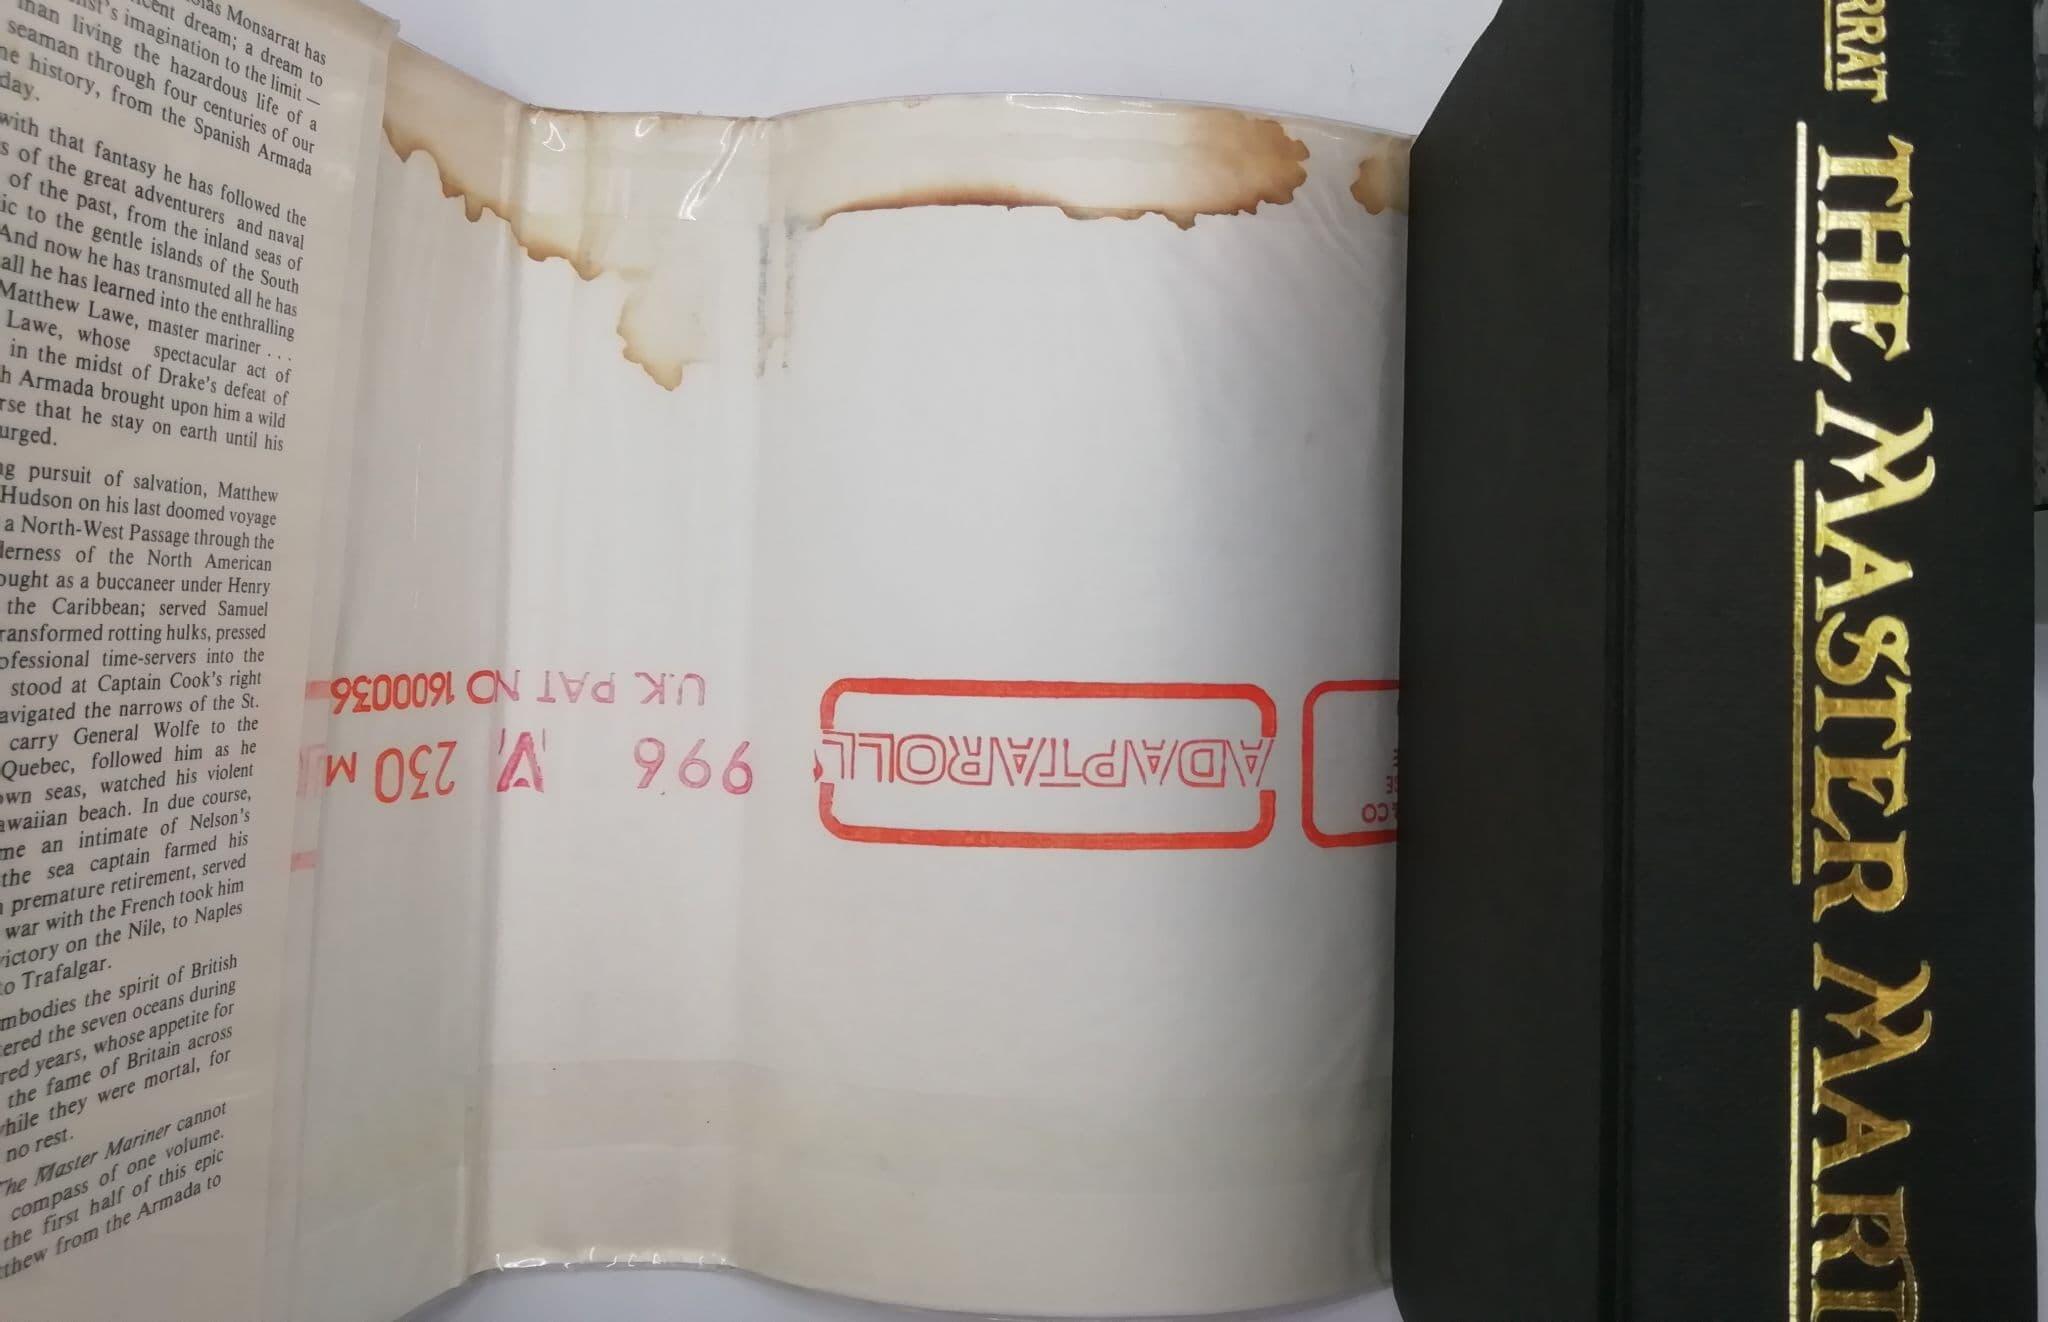 olas Monsarrat has
cent dream; a dream to
ist's imagination to the limit –
man living the hazardous life of a
seaman through four centuries of our
ne history, from the Spanish Armada
day.
with that fantasy he has followed the
s of the great adventurers and naval
of the past, from the inland seas of
ic to the gentle islands of the South
And now he has transmuted all he has
all he has learned into the enthralling
Matthew Lawe, master mariner . . .
Lawe, whose spectacular act of
in the midst of Drake's defeat of
h Armada brought upon him a wild
rse that he stay on earth until his
urged.
ng pursuit of salvation, Matthew
Hudson on his last doomed voyage
a North-West Passage through the
derness of the North American
ought as a buccaneer under Henry
the Caribbean; served Samuel
ransformed rotting hulks, pressed
ofessional time-servers into the
stood at Captain Cook's right
avigated the narrows of the St.
carry General Wolfe to the
Quebec, followed him as he
own seas, watched his violent
awaiian beach. In due course,
me an intimate of Nelson's
the sea captain farmed his
n premature retirement, served
war with the French took him
victory on the Nile, to Naples
to Trafalgar.
mbodies the spirit of British
tered the seven oceans during
red years, whose appetite for
the fame of Britain across
while they were mortal, for
no rest.
The Master Mariner cannot
compass of one volume.
the first half of this epic
tthew from the Armada to
ADAPTAROLL
996
230 M
U.K. PAT NO 1600036
& CO
RRAT THE MASTER MARI